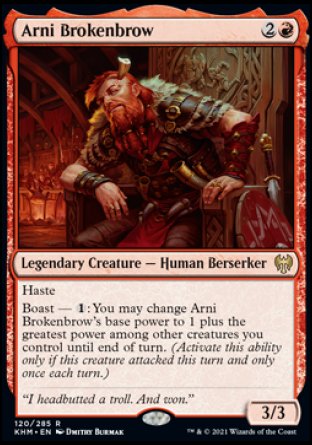 Arni Brokenbrow 2
Legendary Creature — Human Berserker
Haste
Boast — 1: You may change Arni
Brokenbrow's base power to 1 plus the
greatest power among other creatures you
control until end of turn. (Activate this ability
only if this creature attacked this turn and only
once each turn.)
"I headbutted a troll. And won."
3/3
120/285 R
KHM • EN Dmitry Burmak
™ & © 2021 Wizards of the Coast